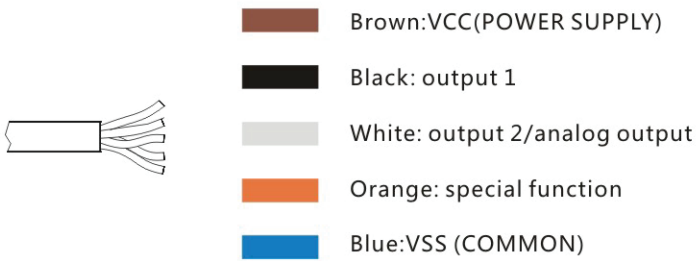 Brown:VCC(POWER SUPPLY)
Black: output 1
White: output 2/analog output
Orange: special function
Blue:VSS (COMMON)